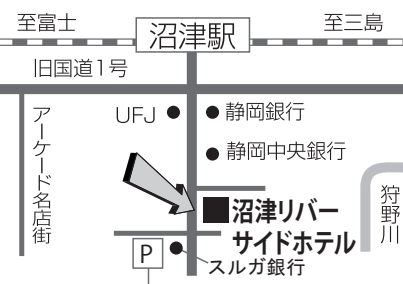 至富士
沼津駅
至三島
旧国道1号
UFJ
静岡銀行
静岡中央銀行
アーケード名店街
沼津リバー
サイドホテル
狩野川
P
スルガ銀行